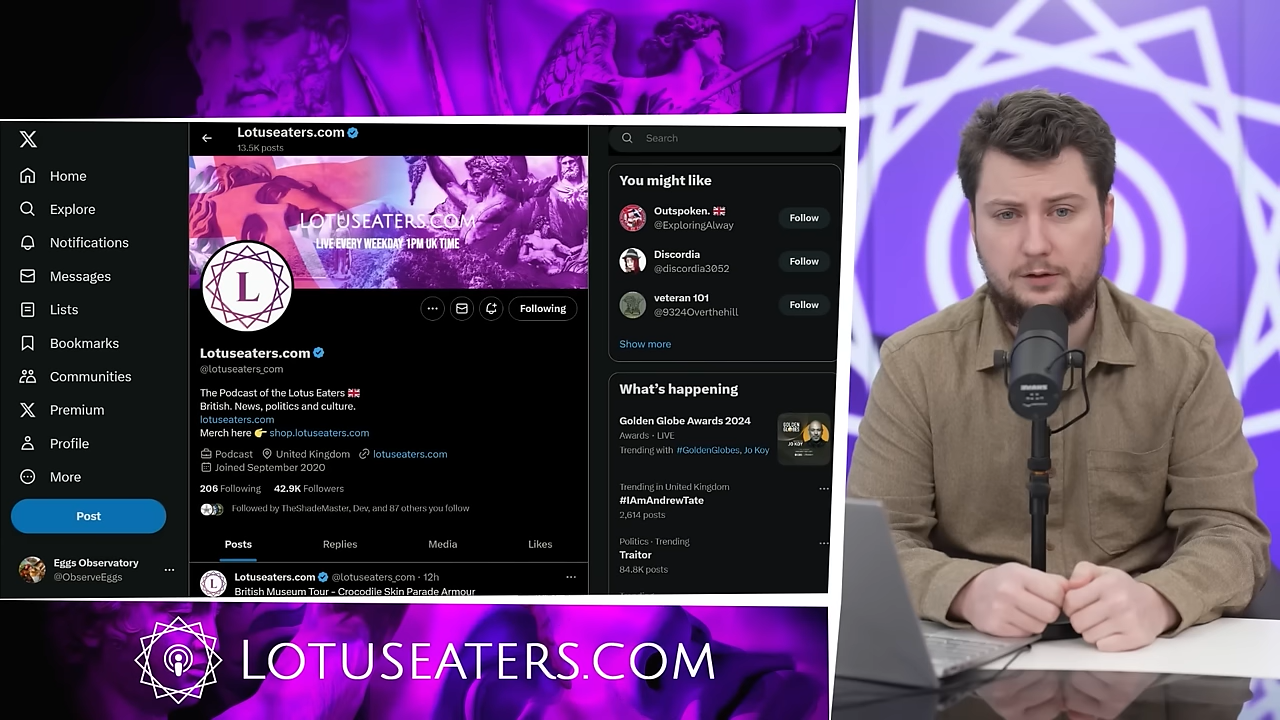 Home
Explore
Notifications
Messages
Lists
Bookmarks
Communities
Premium
Profile
More
Post
Eggs Observatory
@ObserveEggs
Lotuseaters.com
13.5K posts
LOTUSEATERS.COM
LIVE EVERY WEEKDAY 1PM UK TIME
L
Following
Lotuseaters.com
@lotuseaters_com
The Podcast of the Lotus Eaters 🇬🇧
British. News, politics and culture.
lotuseaters.com
Merch here 👉 shop.lotuseaters.com
Podcast United Kingdom lotuseaters.com
Joined September 2020
206 Following 42.9K Followers
Followed by TheShadeMaster, Dev, and 87 others you follow
Posts Replies Media Likes
Lotuseaters.com @lotuseaters_com · 12h
British Museum Tour - Crocodile Skin Parade Armour
Search
You might like
Outspoken. 🇬🇧
@ExploringAlway
Follow
Discordia
@discordia3052
Follow
veteran 101
@9324Overthehill
Follow
Show more
What's happening
Golden Globe Awards 2024
Awards · LIVE
Trending with #GoldenGlobes, Jo Koy
Trending in United Kingdom
#IAmAndrewTate
2,614 posts
Politics · Trending
Traitor
84.8K posts
LOTUSEATERS.COM